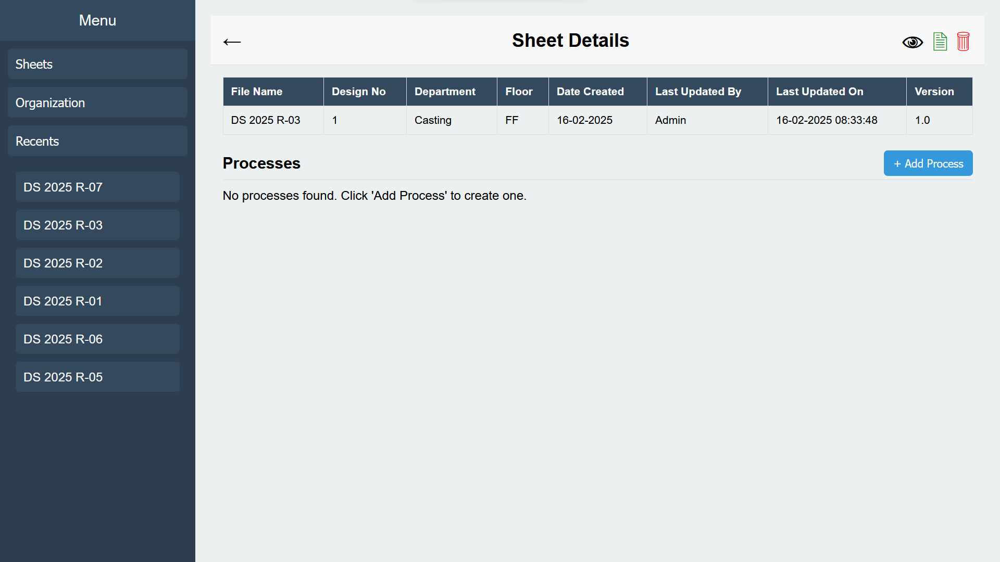 Menu
Sheets
Organization
Recents
DS 2025 R-07
DS 2025 R-03
DS 2025 R-02
DS 2025 R-01
DS 2025 R-06
DS 2025 R-05
Sheet Details
File Name Design No Department Floor Date Created Last Updated By Last Updated On Version
DS 2025 R-03 1 Casting FF 16-02-2025 Admin 16-02-2025 08:33:48 1.0
Processes
+ Add Process
No processes found. Click 'Add Process' to create one.